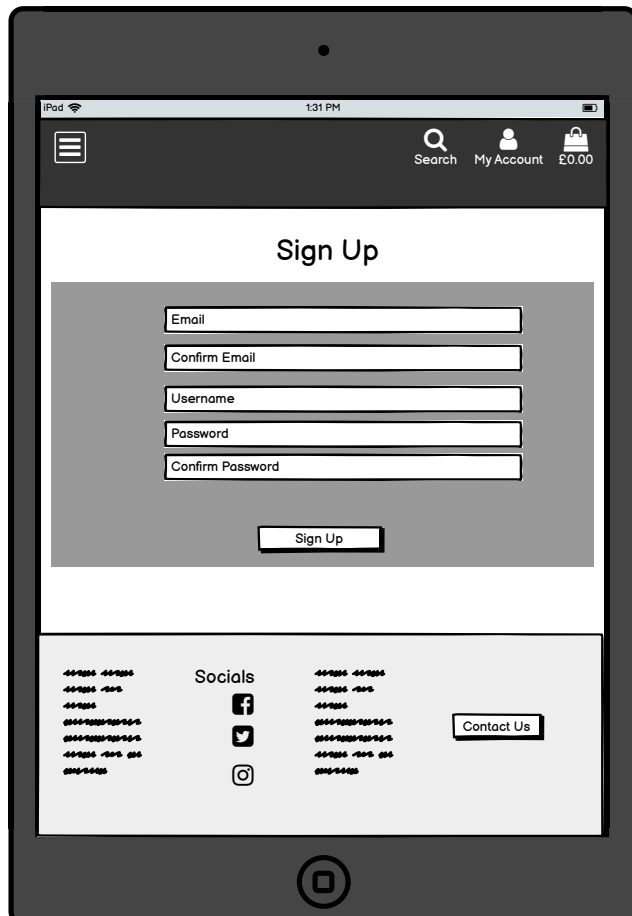 iPad 1:31 PM
Search My Account £0.00
Sign Up
Email
Confirm Email
Username
Password
Confirm Password
Sign Up
Socials
Contact Us